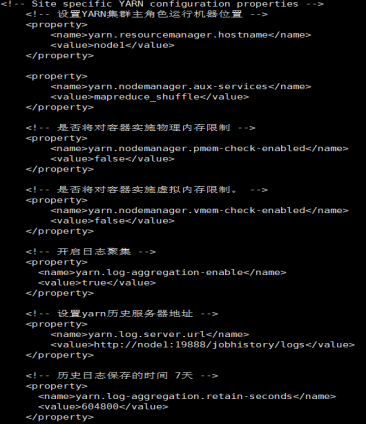 <!-- Site specific YARN configuration properties -->
<!-- 设置YARN集群主角色运行机器位置 -->
<property>
<name>yarn.resourcemanager.hostname</name>
<value>node1</value>
</property>
<property>
<name>yarn.nodemanager.aux-services</name>
<value>mapreduce_shuffle</value>
</property>
<!-- 是否将对容器实施物理内存限制 -->
<property>
<name>yarn.nodemanager.pmem-check-enabled</name>
<value>false</value>
</property>
<!-- 是否将对容器实施虚拟内存限制。 -->
<property>
<name>yarn.nodemanager.vmem-check-enabled</name>
<value>false</value>
</property>
<!-- 开启日志聚集 -->
<property>
<name>yarn.log-aggregation-enable</name>
<value>true</value>
</property>
<!-- 设置yarn历史服务器地址 -->
<property>
<name>yarn.log.server.url</name>
<value>http://node1:19888/jobhistory/logs</value>
</property>
<!-- 历史日志保存的时间 7天 -->
<property>
<name>yarn.log-aggregation.retain-seconds</name>
<value>604800</value>
</property>